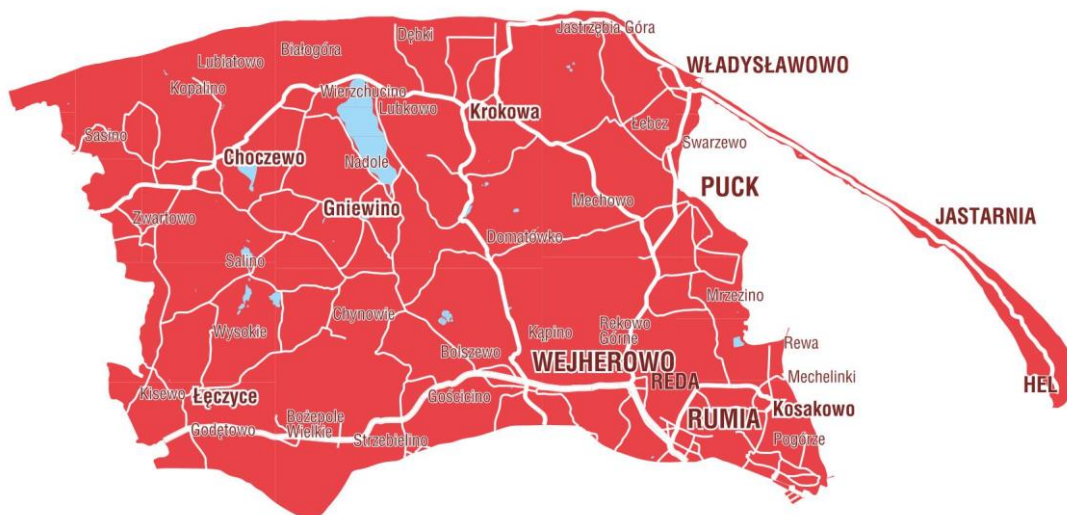 Jastrzębia Góra
Dębki
Białogóra
Lubiatowo
WŁADYSŁAWOWO
Kopalino
Wierzchucino
Lubkowo
Krokowa
Łebcz
Sasino
Swarzewo
Choczewo
Nadole
PUCK
Mechowo
Gniewino
Zwartowo
JASTARNIA
Domatówko
Salino
Mrzezino
Chynowie
Wysokie
Kąpino
Rekowo
Górne
Rewa
Bolszewo
WEJHEROWO
Mechelinki
REDA
HEL
Kisewo
Łęczyce
Gościcino
Kosakowo
Bożepole
Wielkie
RUMIA
Godętowo
Strzebielino
Pogórze